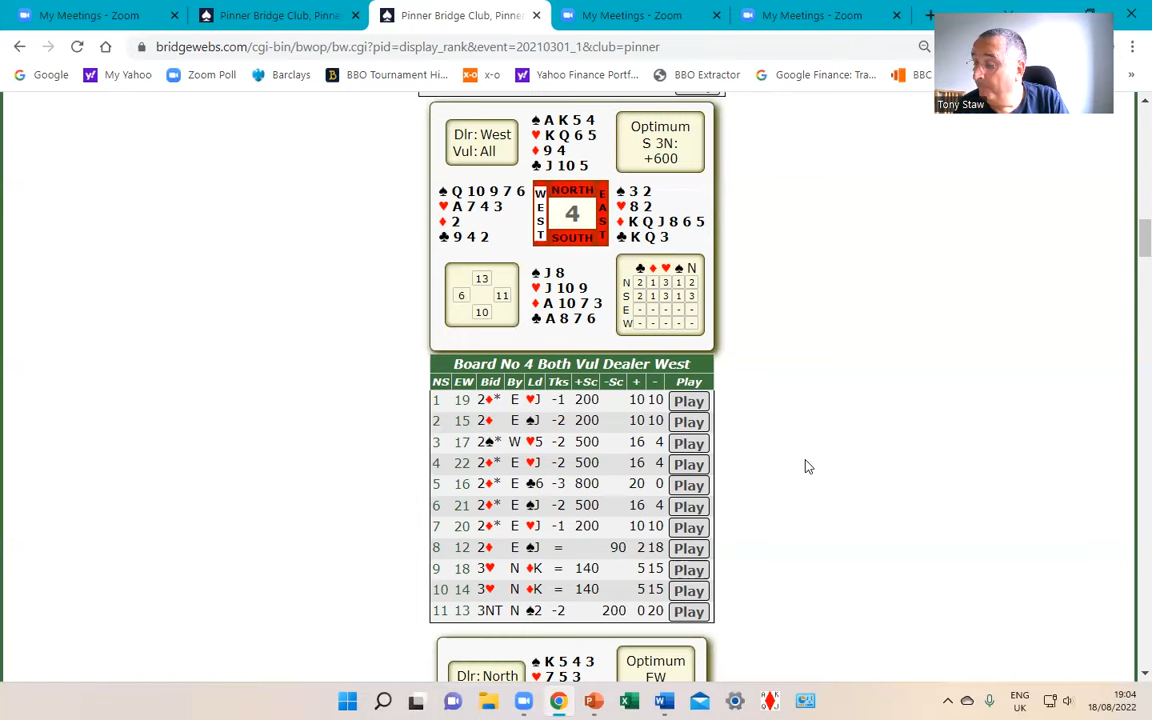 My Meetings - Zoom
Pinner Bridge Club, Pinne
Pinner Bridge Club, Pinner
My Meetings - Zoom
My Meetings - Zoom
bridgewebs.com/cgi-bin/bwop/bw.cgi?pid=display_rank&event=20210301_1&club=pinner
Google
My Yahoo
Zoom Poll
Barclays
BBO Tournament Hi...
x-o
Yahoo Finance Portf...
BBO Extractor
Google Finance: Tra...
BBC
»
Tony Staw
Dlr: West
Vul: All
♠ A K 5 4
♥ K Q 6 5
♦ 9 4
♣ J 10 5
Optimum
S 3N:
+600
♠ Q 10 9 7 6
♥ A 7 4 3
♦ 2
♣ 9 4 2
NORTH
WEST
4
EAST
SOUTH
♠ 3 2
♥ 8 2
♦ K Q J 8 6 5
♣ K Q 3
13
6 11
10
♠ J 8
♥ J 10 9
♦ A 10 7 3
♣ A 8 7 6
♣ ♦ ♥ ♠ N
N 2 1 3 1 2
S 2 1 3 1 3
E - - - - -
W - - - - -
Board No 4 Both Vul Dealer West
NS EW Bid By Ld Tks +Sc -Sc + - Play
1 19 2♦* E ♥J -1 200 10 10 Play
2 15 2♦ E ♠J -2 200 10 10 Play
3 17 2♠* W ♥5 -2 500 16 4 Play
4 22 2♦* E ♥J -2 500 16 4 Play
5 16 2♦* E ♣6 -3 800 20 0 Play
6 21 2♦* E ♠J -2 500 16 4 Play
7 20 2♦* E ♥J -1 200 10 10 Play
8 12 2♦ E ♠J = 90 2 18 Play
9 18 3♥ N ♦K = 140 5 15 Play
10 14 3♥ N ♦K = 140 5 15 Play
11 13 3NT N ♠2 -2 200 0 20 Play
Dlr: North
♠ K 5 4 3
♥ 7 5 3
Optimum
EW
ENG
UK
19:04
18/08/2022